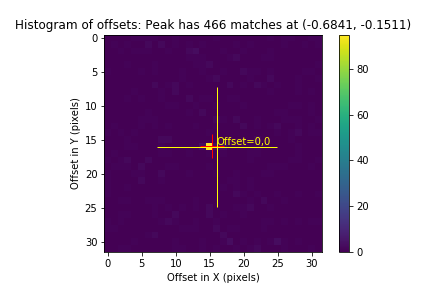 Histogram of offsets: Peak has 466 matches at (-0.6841, -0.1511)
0
5
10
15
20
25
30
Offset in Y (pixels)
Offset=0,0
0 5 10 15 20 25 30
Offset in X (pixels)
80
60
40
20
0